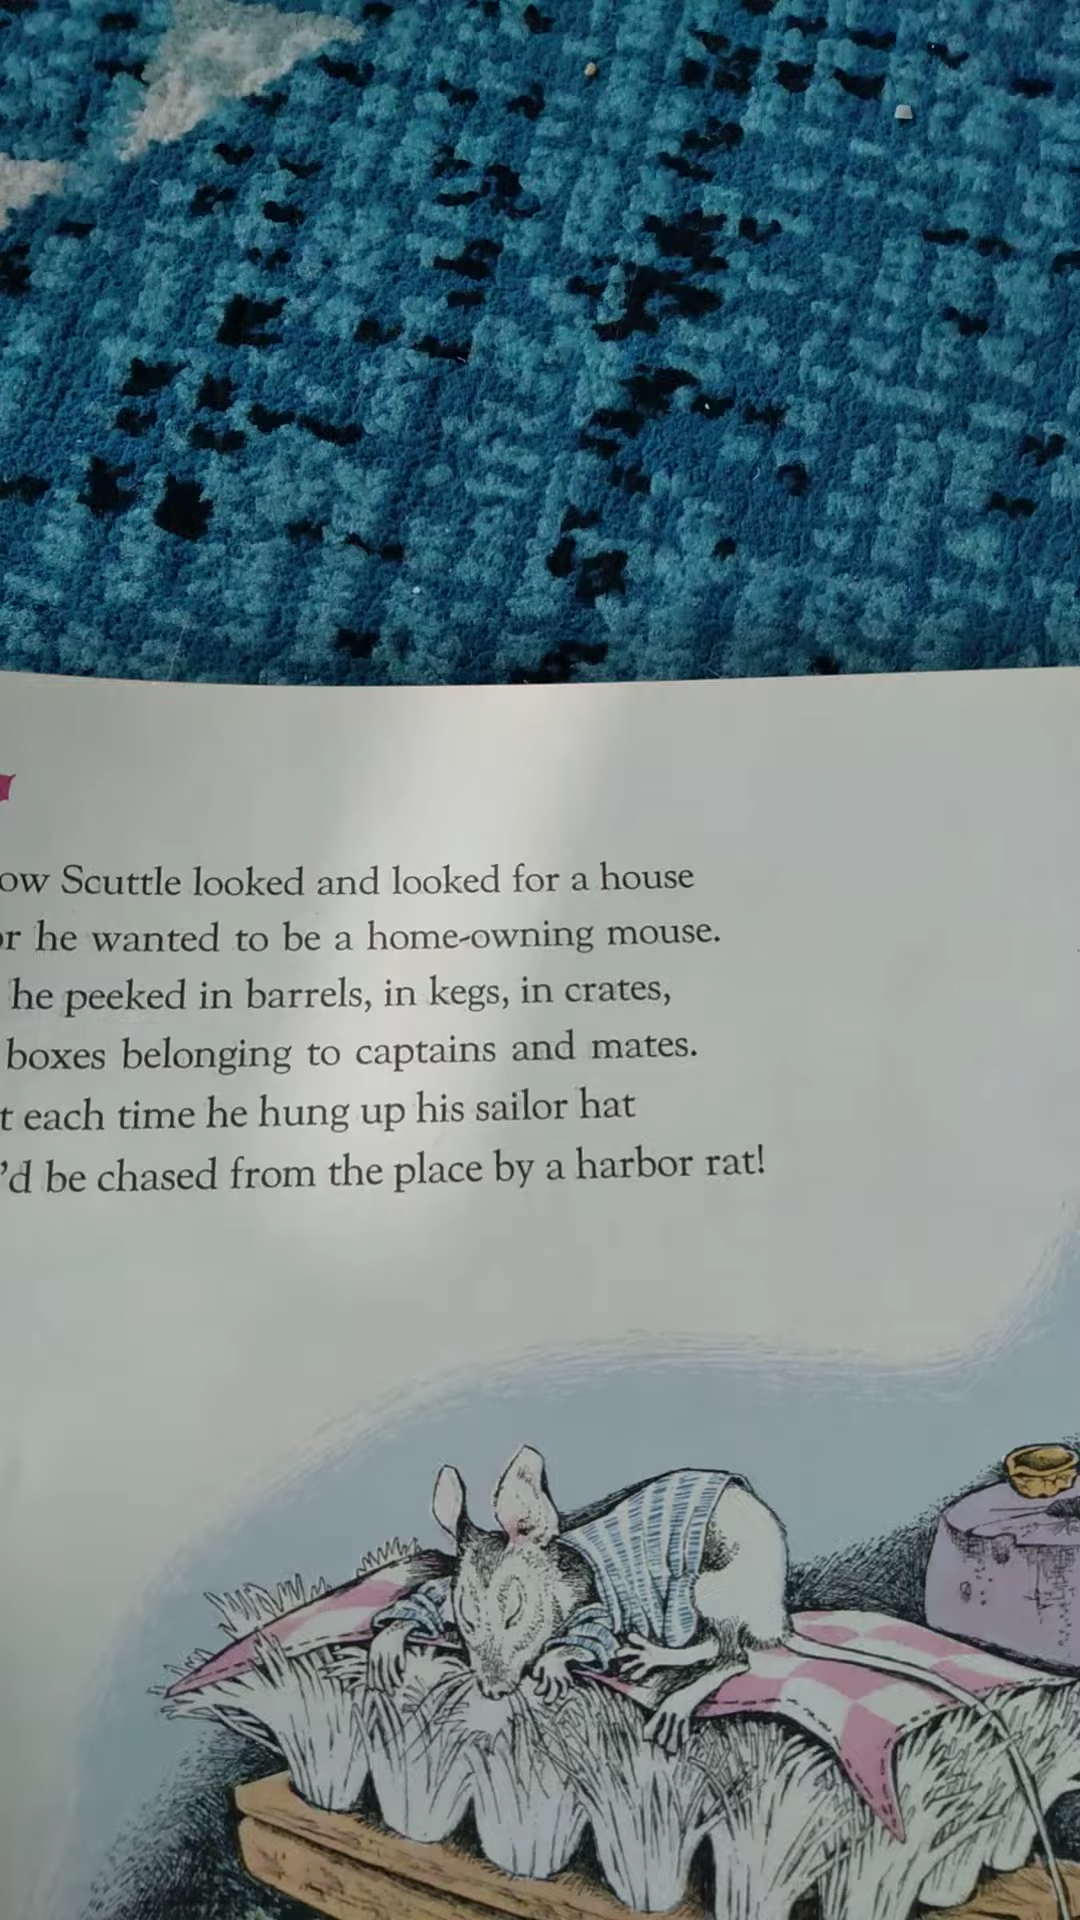 ow Scuttle looked and looked for a house
r he wanted to be a home-owning mouse.
he peeked in barrels, in kegs, in crates,
boxes belonging to captains and mates.
t each time he hung up his sailor hat
'd be chased from the place by a harbor rat!